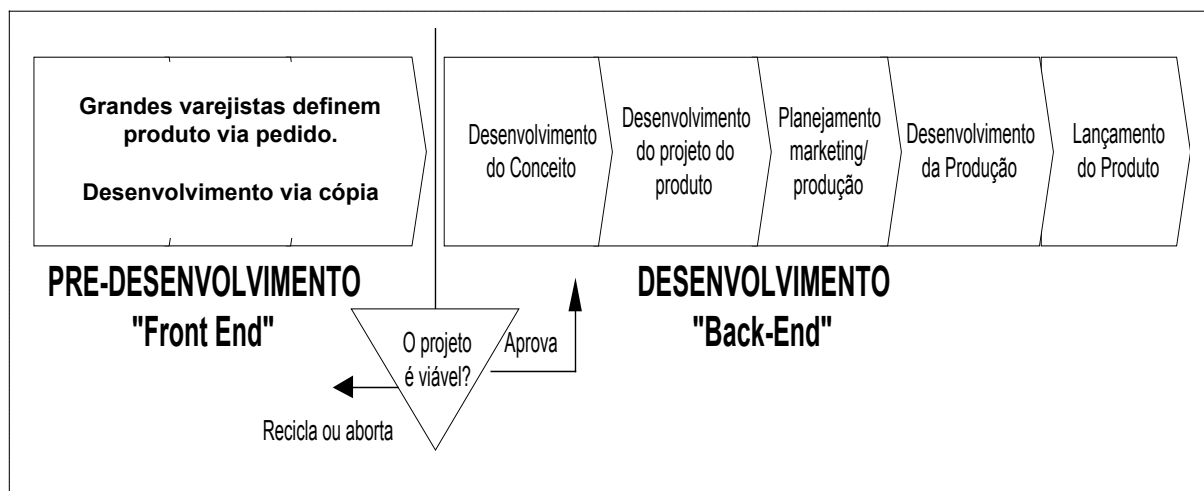 Grandes varejistas definem
produto via pedido.
Desenvolvimento via cópia
Desenvolvimento
do Conceito
Desenvolvimento
do projeto do
produto
Planejamento
marketing/
produção
Desenvolvimento
da Produção
Lançamento
do Produto
PRE-DESENVOLVIMENTO
"Front End"
DESENVOLVIMENTO
"Back-End"
O projeto
é viável?
Aprova
Recicla ou aborta